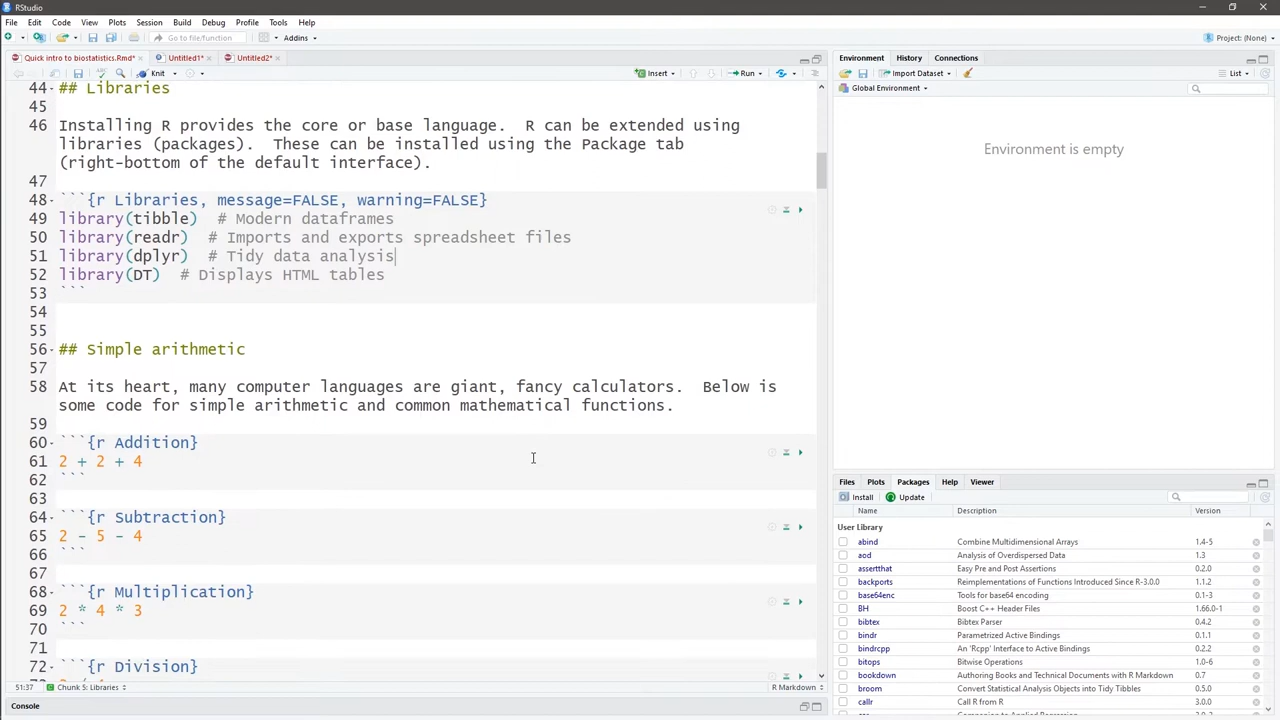 RStudio
File Edit Code View Plots Session Build Debug Profile Tools Help
Go to file/function Addins Project: (None)
Quick intro to biostatistics.Rmd* Untitled1* Untitled2*
Knit Insert Run
44 ## Libraries
45
46 Installing R provides the core or base language.  R can be extended using
libraries (packages).  These can be installed using the Package tab
(right-bottom of the default interface).
47
48 ```{r Libraries, message=FALSE, warning=FALSE}
49 library(tibble)  # Modern dataframes
50 library(readr)  # Imports and exports spreadsheet files
51 library(dplyr)  # Tidy data analysis
52 library(DT)  # Displays HTML tables
53 ```
54
55
56 ## Simple arithmetic
57
58 At its heart, many computer languages are giant, fancy calculators.  Below is
some code for simple arithmetic and common mathematical functions.
59
60 ```{r Addition}
61 2 + 2 + 4
62 ```
63
64 ```{r Subtraction}
65 2 - 5 - 4
66 ```
67
68 ```{r Multiplication}
69 2 * 4 * 3
70 ```
71
72 ```{r Division}
51:37 Chunk 5: Libraries R Markdown
Console
Environment History Connections
Import Dataset List
Global Environment
Environment is empty
Files Plots Packages Help Viewer
Install Update
Name Description Version
User Library
abind Combine Multidimensional Arrays 1.4-5
aod Analysis of Overdispersed Data 1.3
assertthat Easy Pre and Post Assertions 0.2.0
backports Reimplementations of Functions Introduced Since R-3.0.0 1.1.2
base64enc Tools for base64 encoding 0.1-3
BH Boost C++ Header Files 1.66.0-1
bibtex Bibtex Parser 0.4.2
bindr Parametrized Active Bindings 0.1.1
bindrcpp An 'Rcpp' Interface to Active Bindings 0.2.2
bitops Bitwise Operations 1.0-6
bookdown Authoring Books and Technical Documents with R Markdown 0.7
broom Convert Statistical Analysis Objects into Tidy Tibbles 0.5.0
callr Call R from R 3.0.0